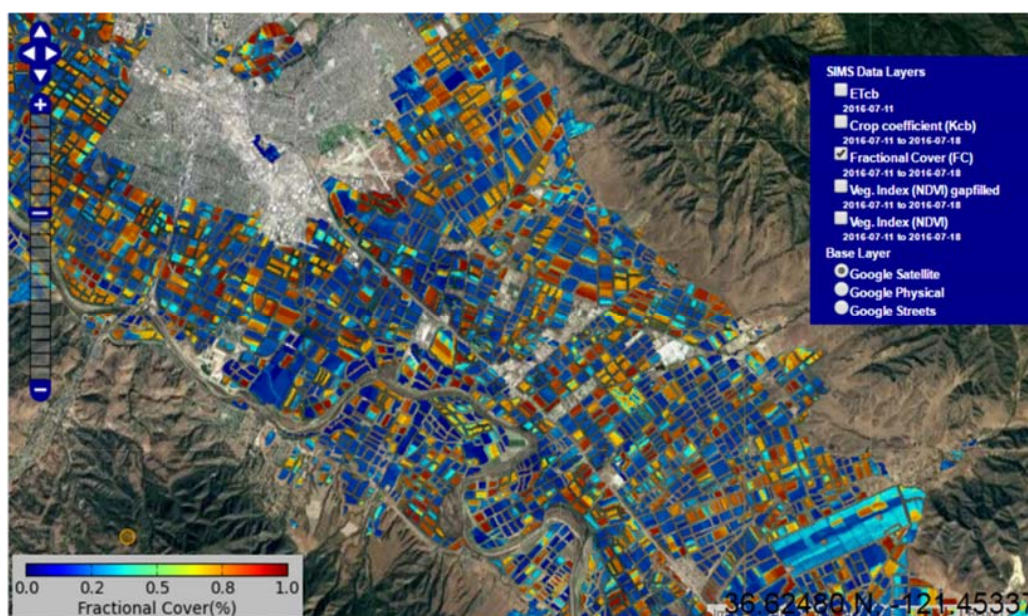 SIMS Data Layers
ETcb
2016-07-11
Crop coefficient (Kcb)
2016-07-11 to 2016-07-18
Fractional Cover (FC)
2016-07-11 to 2016-07-18
Veg. Index (NDVI) gapfilled
2016-07-11 to 2016-07-18
Veg. Index (NDVI)
2016-07-11 to 2016-07-18
Base Layer
Google Satellite
Google Physical
Google Streets
0.0 0.2 0.5 0.8 1.0
Fractional Cover(%)
36.62480 N, -121.4533